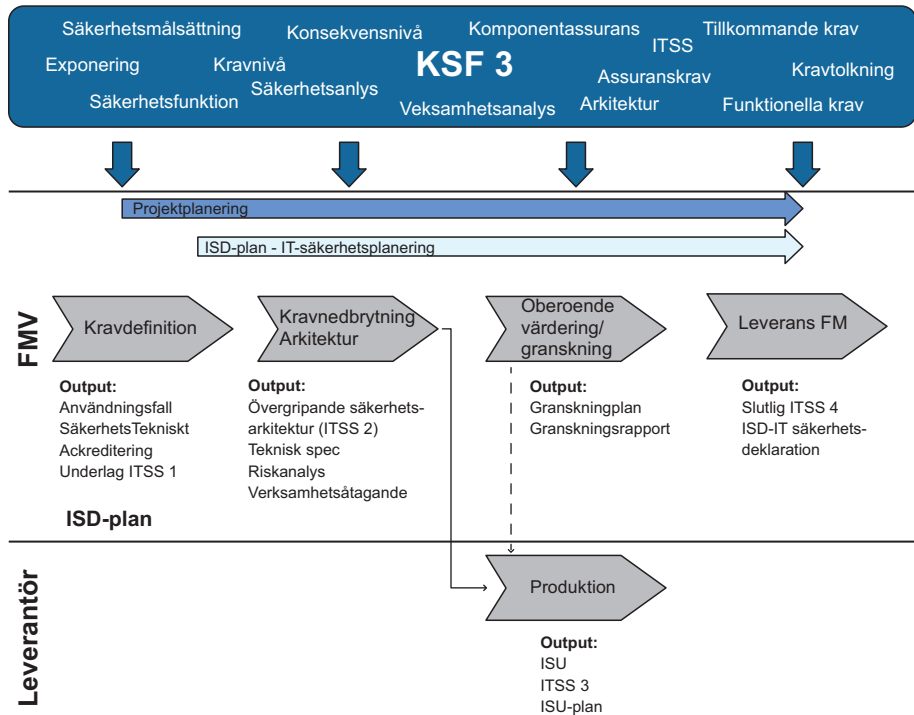 Säkerhetsmålsättning
Konsekvensnivå
Komponentassurans
ITSS
Tillkommande krav
Exponering
Kravnivå
KSF 3
Assuranskrav
Kravtolkning
Säkerhetsfunktion
Säkerhetsanlys
Veksamhetsanalys
Arkitektur
Funktionella krav
Projektplanering
ISD-plan - IT-säkerhetsplanering
FMV
Kravdefinition
Output:
Användningsfall
SäkerhetsTekniskt
Ackreditering
Underlag ITSS 1
ISD-plan
Kravnedbrytning
Arkitektur
Output:
Övergripande säkerhets-
arkitektur (ITSS 2)
Teknisk spec
Riskanalys
Verksamhetsåtagande
Oberoende
värdering/
granskning
Output:
Granskningplan
Granskningsrapport
Leverans FM
Output:
Slutlig ITSS 4
ISD-IT säkerhets-
deklaration
Leverantör
Produktion
Output:
ISU
ITSS 3
ISU-plan